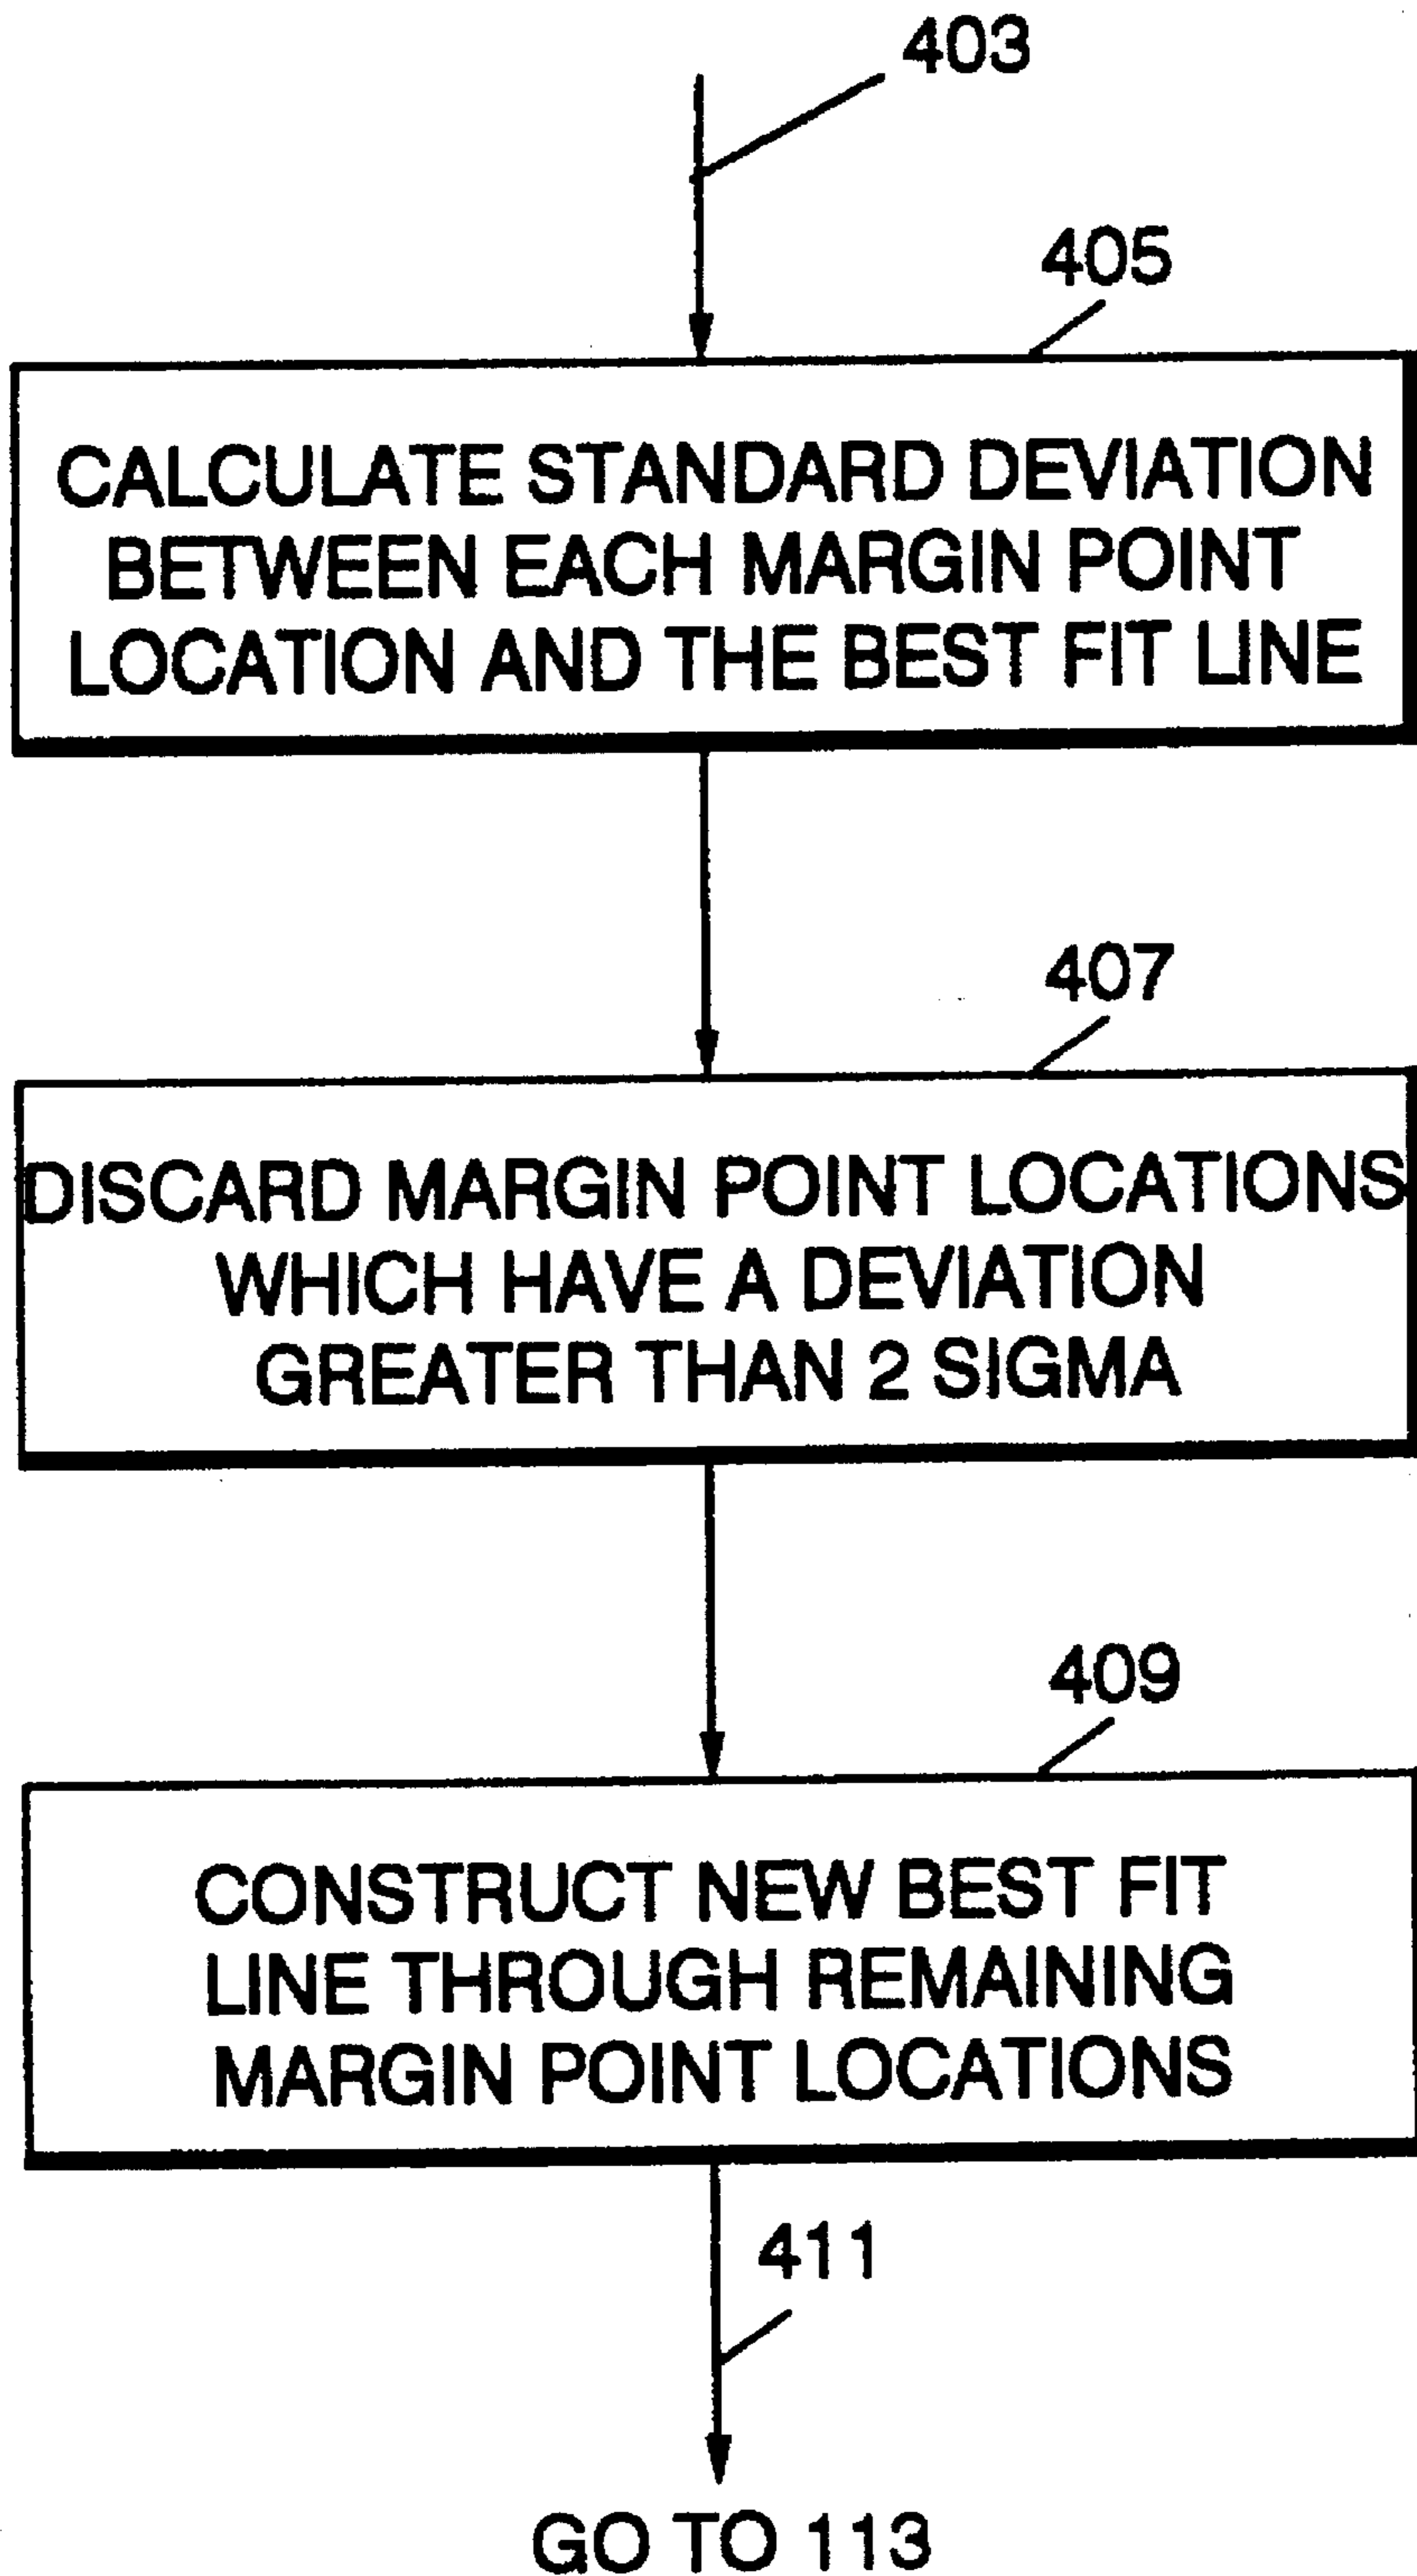 403
405
CALCULATE STANDARD DEVIATION
BETWEEN EACH MARGIN POINT
LOCATION AND THE BEST FIT LINE
407
DISCARD MARGIN POINT LOCATIONS
WHICH HAVE A DEVIATION
GREATER THAN 2 SIGMA
409
CONSTRUCT NEW BEST FIT
LINE THROUGH REMAINING
MARGIN POINT LOCATIONS
411
GO TO 113